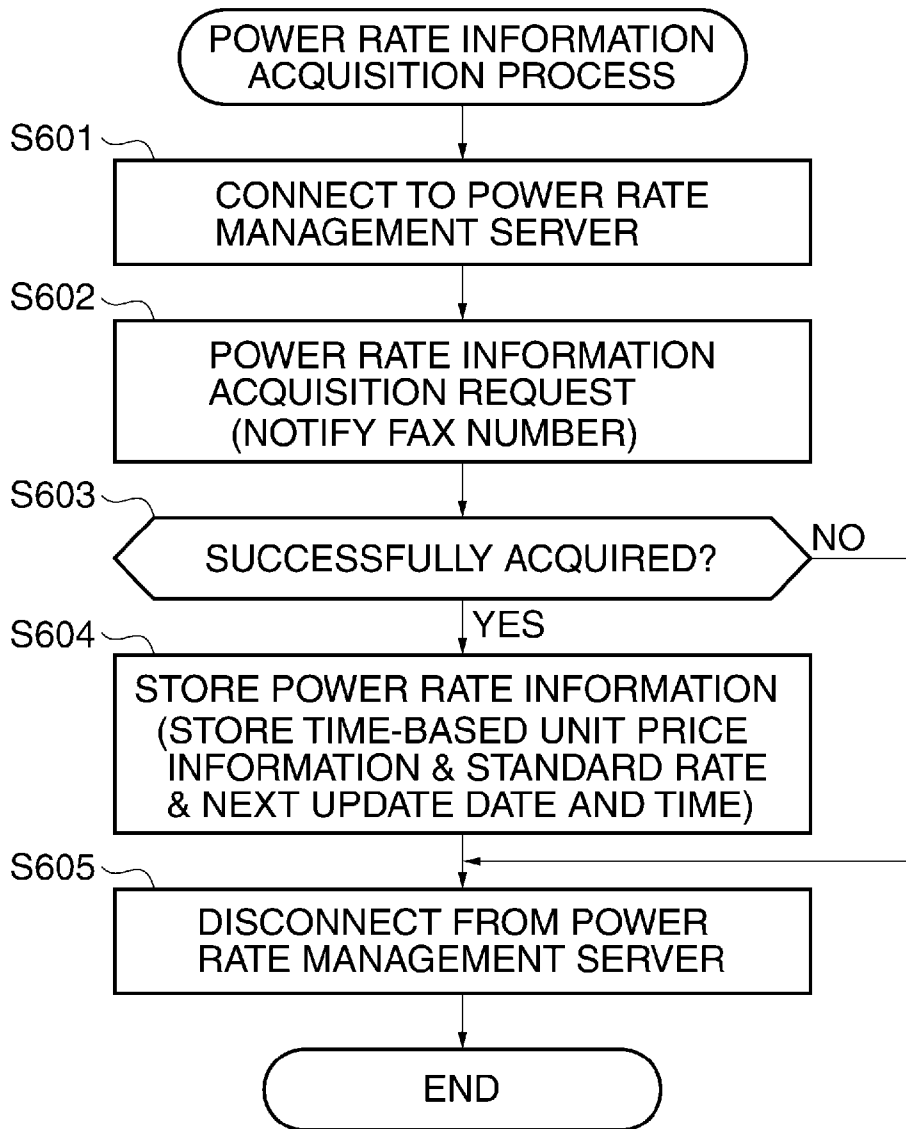 POWER RATE INFORMATION
ACQUISITION PROCESS
S601
CONNECT TO POWER RATE
MANAGEMENT SERVER
S602
POWER RATE INFORMATION
ACQUISITION REQUEST
(NOTIFY FAX NUMBER)
S603
SUCCESSFULLY ACQUIRED?
NO
YES
S604
STORE POWER RATE INFORMATION
(STORE TIME-BASED UNIT PRICE
INFORMATION & STANDARD RATE
& NEXT UPDATE DATE AND TIME)
S605
DISCONNECT FROM POWER
RATE MANAGEMENT SERVER
END